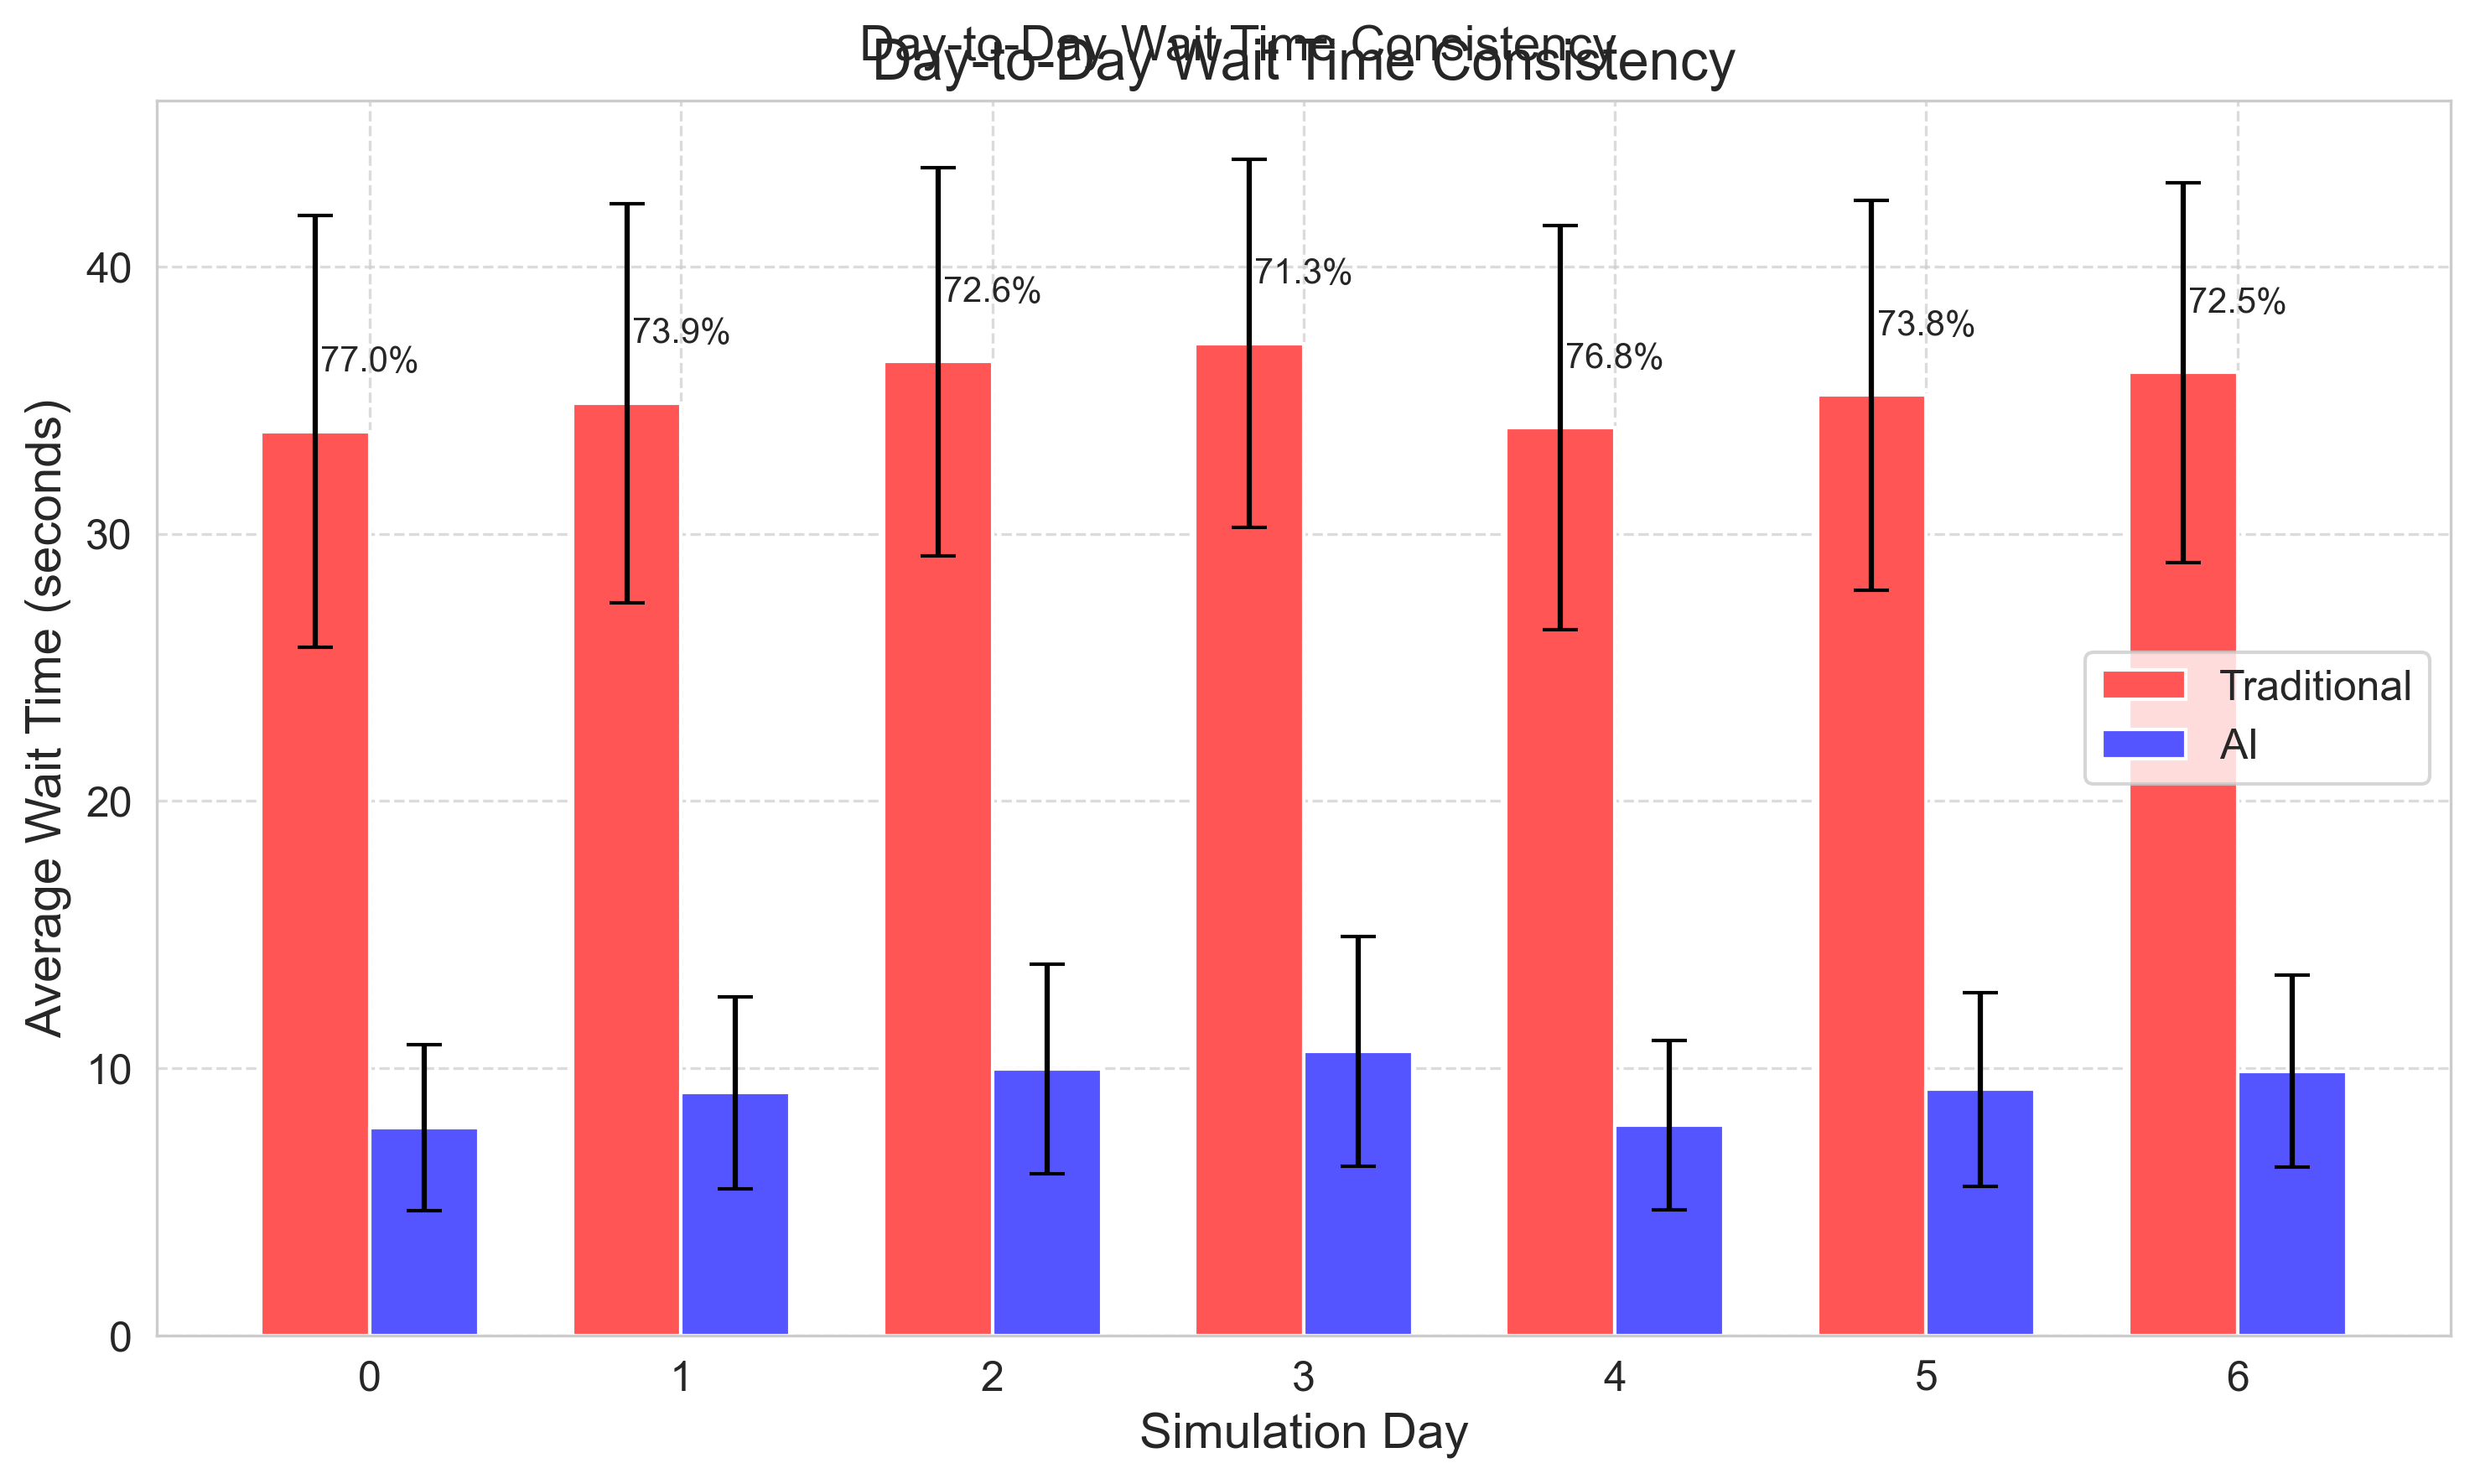 Day-to-Day Wait Time Consistency
Day-to-Day Wait Time Consistency
Average Wait Time (seconds)
40
30
20
10
0
77.0%
73.9%
72.6%
71.3%
76.8%
73.8%
72.5%
Traditional
AI
0 1 2 3 4 5 6
Simulation Day